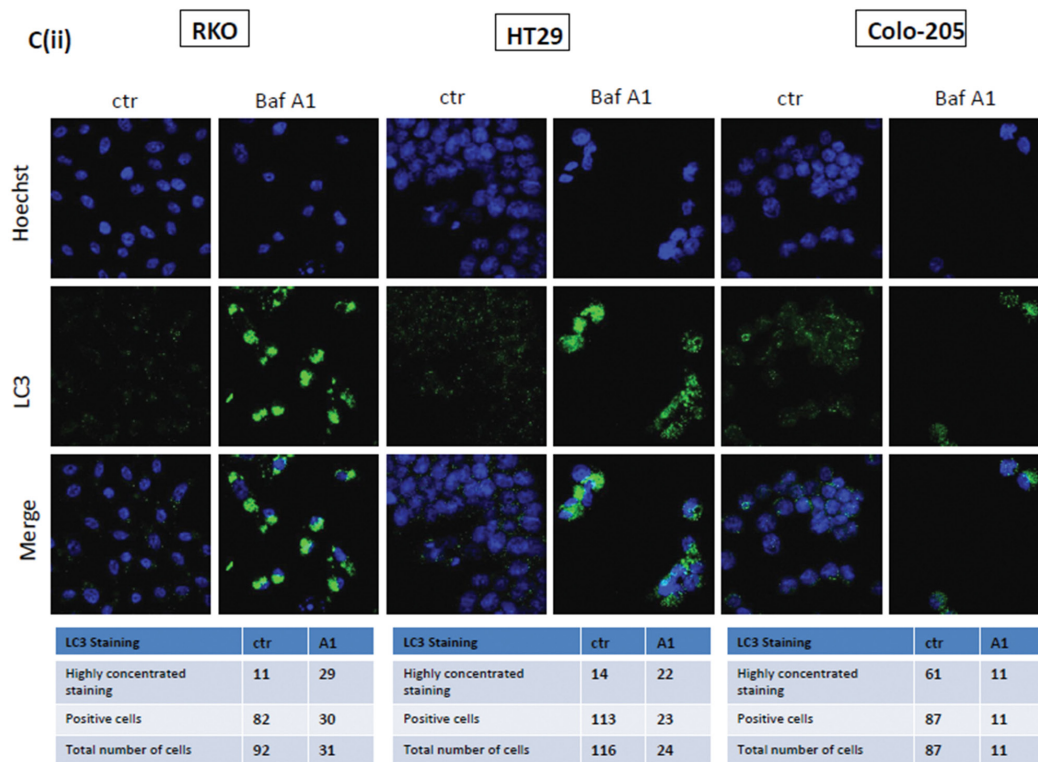 C(ii)
RKO
HT29
Colo-205
ctr
Baf A1
ctr
Baf A1
ctr
Baf A1
Hoechst
LC3
Merge
LC3 Staining ctr A1
Highly concentrated staining 11 29
Positive cells 82 30
Total number of cells 92 31
LC3 Staining ctr A1
Highly concentrated staining 14 22
Positive cells 113 23
Total number of cells 116 24
LC3 Staining ctr A1
Highly concentrated staining 61 11
Positive cells 87 11
Total number of cells 87 11